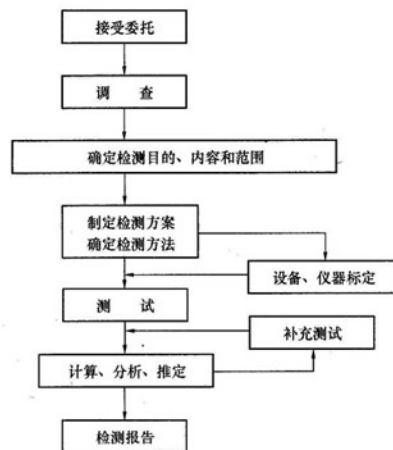 接受委托
调 查
确定检测目的、内容和范围
制定检测方案
确定检测方法
设备、仪器标定
测 试
补充测试
计算、分析、推定
检测报告